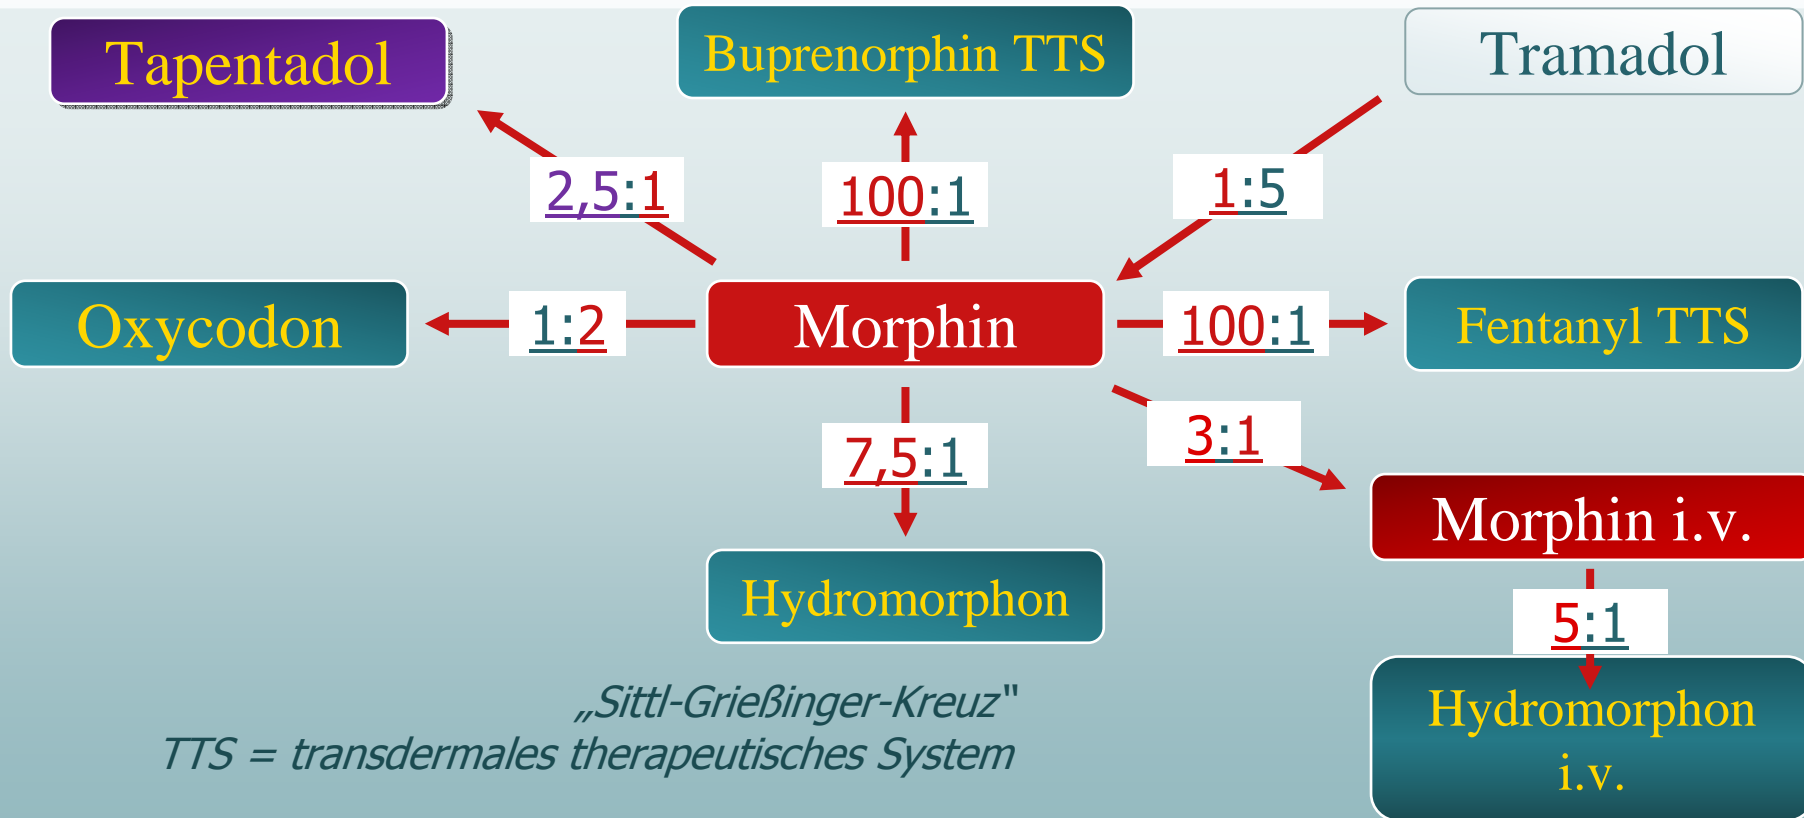 Tapentadol
Buprenorphin TTS
Tramadol
2,5:1
100:1
1:5
Oxycodon
1:2
Morphin
100:1
Fentanyl TTS
7,5:1
3:1
Morphin i.v.
Hydromorphon
5:1
„Sittl-Grießinger-Kreuz"
TTS = transdermales therapeutisches System
Hydromorphon
i.v.